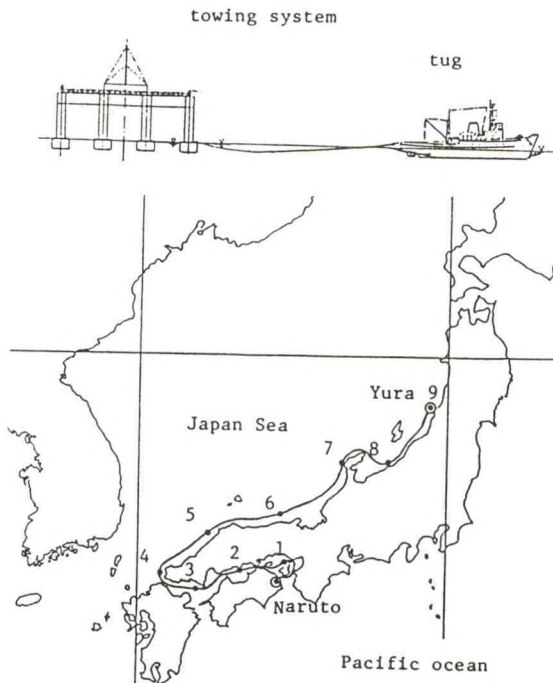 towing system
tug
Yura 9
Japan Sea
7
8
6
5
4
3
2
1
Naruto
Pacific ocean